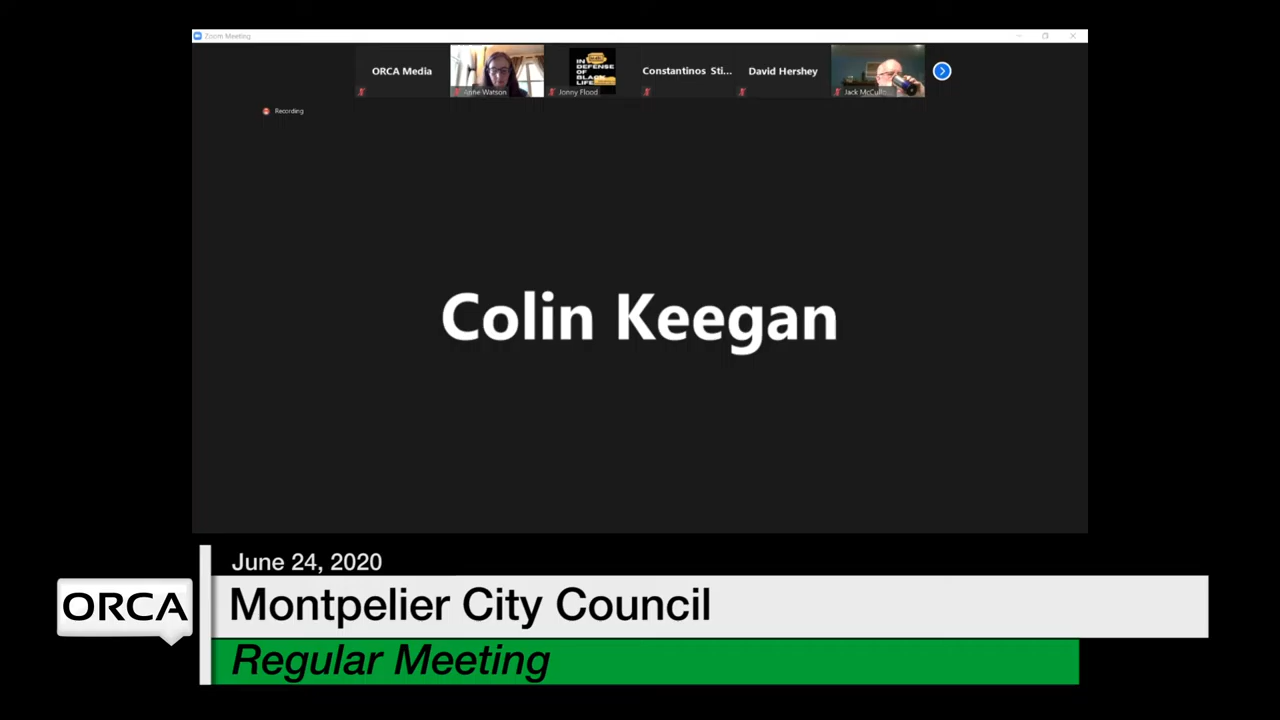 Zoom Meeting
ORCA Media
Anne Watson
IN
DEFENSE
OF
BLACK
LIFE
Jonny Flood
Constantinos Sti...
David Hershey
Jack McCullo...
Recording
Colin Keegan
June 24, 2020
ORCA
Montpelier City Council
Regular Meeting